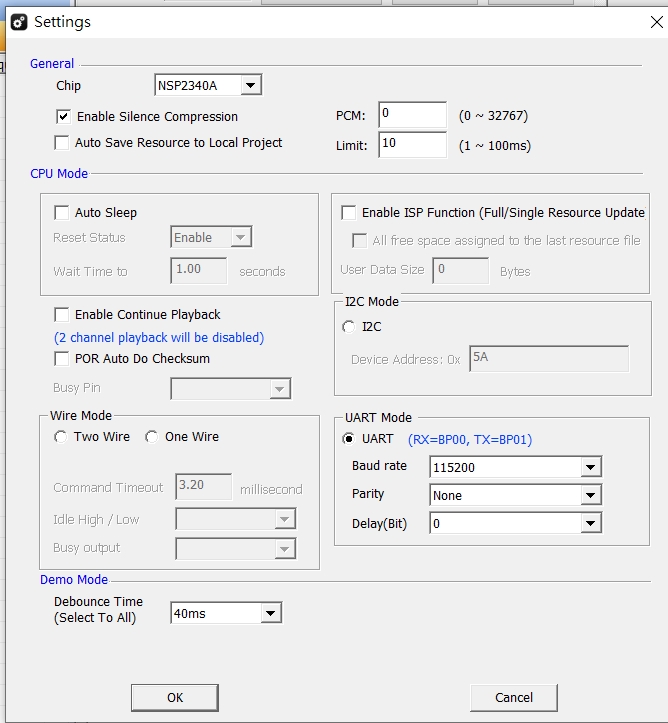 Settings
General
Chip
NSP2340A
Enable Silence Compression
PCM:
0
(0 ~ 32767)
Auto Save Resource to Local Project
Limit:
10
(1 ~ 100ms)
CPU Mode
Auto Sleep
Reset Status
Enable
Wait Time to
1.00
seconds
Enable ISP Function (Full/Single Resource Update
All free space assigned to the last resource file
User Data Size
0
Bytes
Enable Continue Playback
(2 channel playback will be disabled)
POR Auto Do Checksum
Busy Pin
I2C Mode
I2C
Device Address: 0x
5A
Wire Mode
Two Wire
One Wire
Command Timeout
3.20
millisecond
Idle High / Low
Busy output
UART Mode
UART
(RX=BP00, TX=BP01)
Baud rate
115200
Parity
None
Delay(Bit)
0
Demo Mode
Debounce Time
(Select To All)
40ms
OK
Cancel